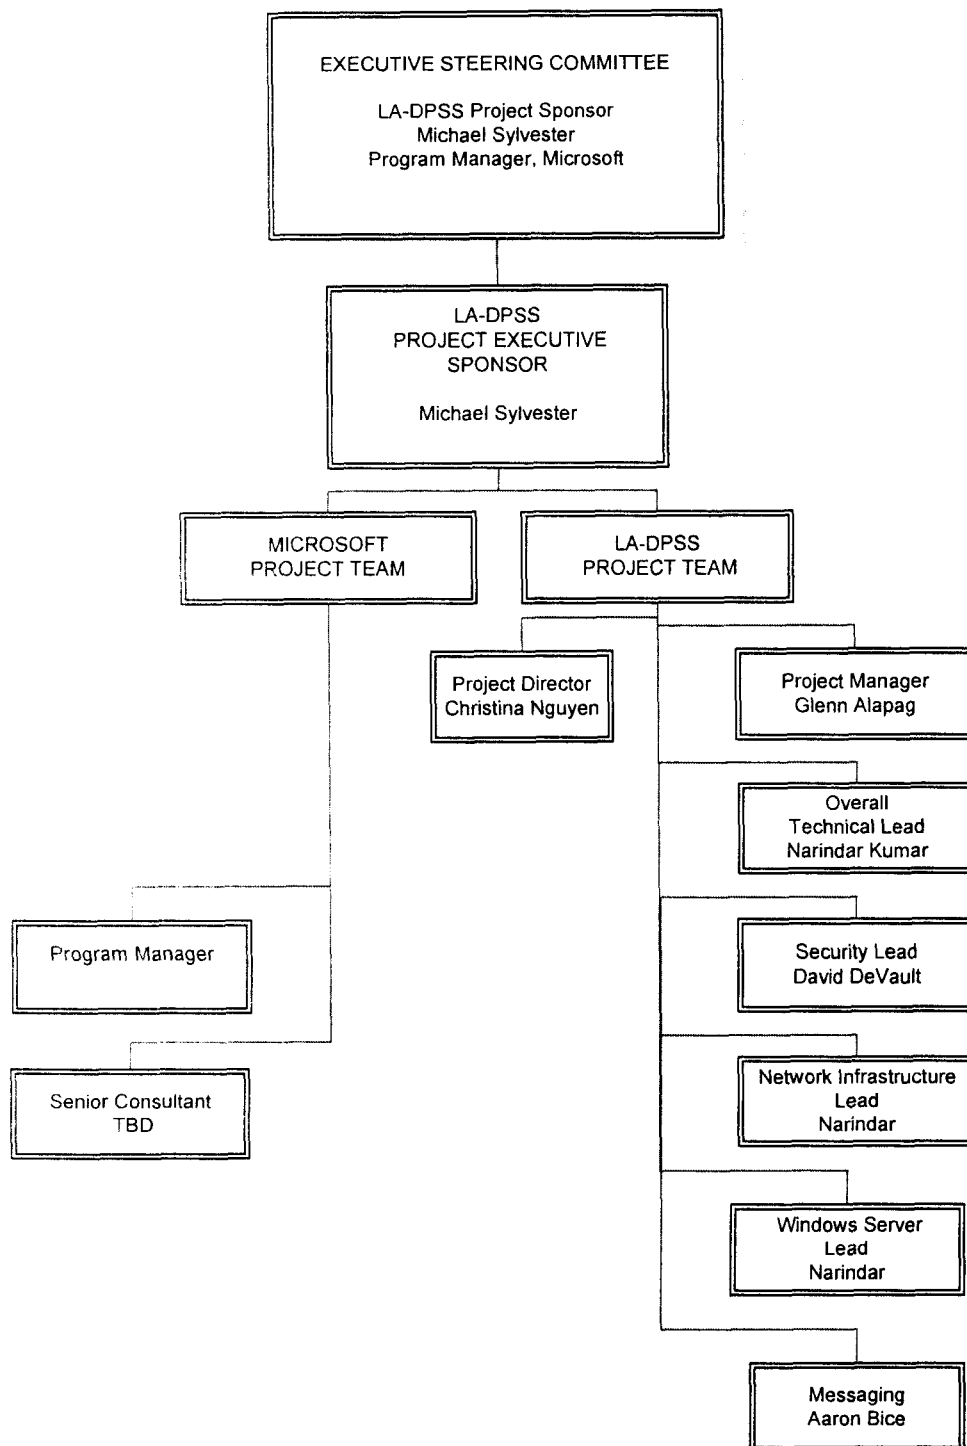 EXECUTIVE STEERING COMMITTEE
LA-DPSS Project Sponsor
Michael Sylvester
Program Manager, Microsoft
LA-DPSS
PROJECT EXECUTIVE
SPONSOR
Michael Sylvester
MICROSOFT
PROJECT TEAM
LA-DPSS
PROJECT TEAM
Project Director
Christina Nguyen
Project Manager
Glenn Alapag
Overall
Technical Lead
Narindar Kumar
Program Manager
Security Lead
David DeVault
Senior Consultant
TBD
Network Infrastructure
Lead
Narindar
Windows Server
Lead
Narindar
Messaging
Aaron Bice